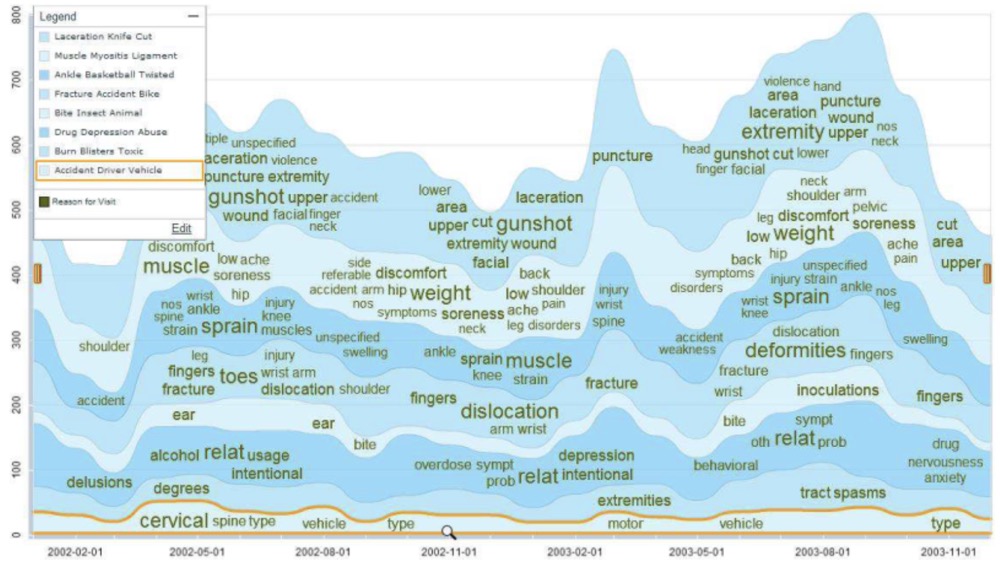 800
700
600
500
400
300
200
100
0
Legend
Laceration Knife Cut
Muscle Myositis Ligament
Ankle Basketball Twisted
Fracture Accident Bike
Bite Insect Animal
Drug Depression Abuse
Burn Blisters Toxic
Accident Driver Vehicle
Reason for Visit
Edit
tiple unspecified
aceration violence
puncture extremity
gunshot upper accident
wound facial finger
neck
lower
area
upper cut gunshot
extremity wound
facial
laceration
puncture
violence hand
area puncture
laceration wound
extremity upper nos
neck
head gunshot cut lower
finger facial
cut
area
upper
discomfort
muscle low ache
soreness
hip
side
referable discomfort
accident arm hip weight
nos
symptoms soreness
neck
back
low shoulder
ache pain
leg disorders
neck
shoulder arm
pelvic
leg discomfort soreness
low weight
back hip
symptoms
disorders
ache
pain
shoulder
wrist
nos ankle
spine
strain sprain muscles
injury
knee
unspecified
swelling
ankle
sprain muscle
knee strain
injury
wrist
spine
accident
weakness
unspecified
injury strain
ankle nos
leg
wrist sprain
knee
swelling
accident
leg
fingers toes
fracture
injury
wrist arm
dislocation shoulder
fingers
dislocation
arm wrist
fracture
dislocation
deformities fingers
fracture
wrist
fingers
ear
ear
bite
inoculations
bite
delusions
alcohol relat usage
intentional
overdose sympt
prob relat intentional
depression
behavioral
sympt
oth relat prob
drug
nervousness
anxiety
degrees
extremities
tract spasms
cervical spine type
vehicle
type
motor
vehicle
type
2002-02-01
2002-05-01
2002-08-01
2002-11-01
2003-02-01
2003-05-01
2003-08-01
2003-11-01